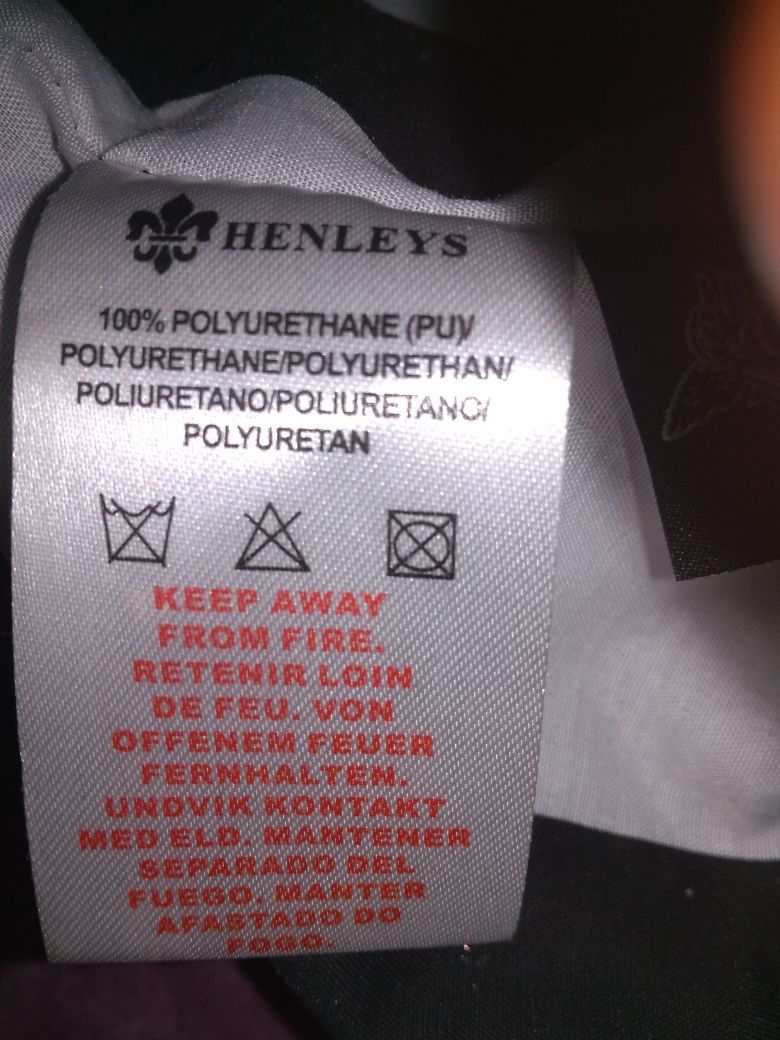 HENLEYS
100% POLYURETHANE (PU)/
POLYURETHANE/POLYURETHAN/
POLIURETANO/POLIURETANO/
POLYURETAN
KEEP AWAY
FROM FIRE.
RETENIR LOIN
DE FEU. VON
OFFENEM FEUER
FERNHALTEN.
UNDVIK KONTAKT
MED ELD. MANTENER
SEPARADO DEL
FUEGO. MANTER
AFASTADO DO
FOGO.